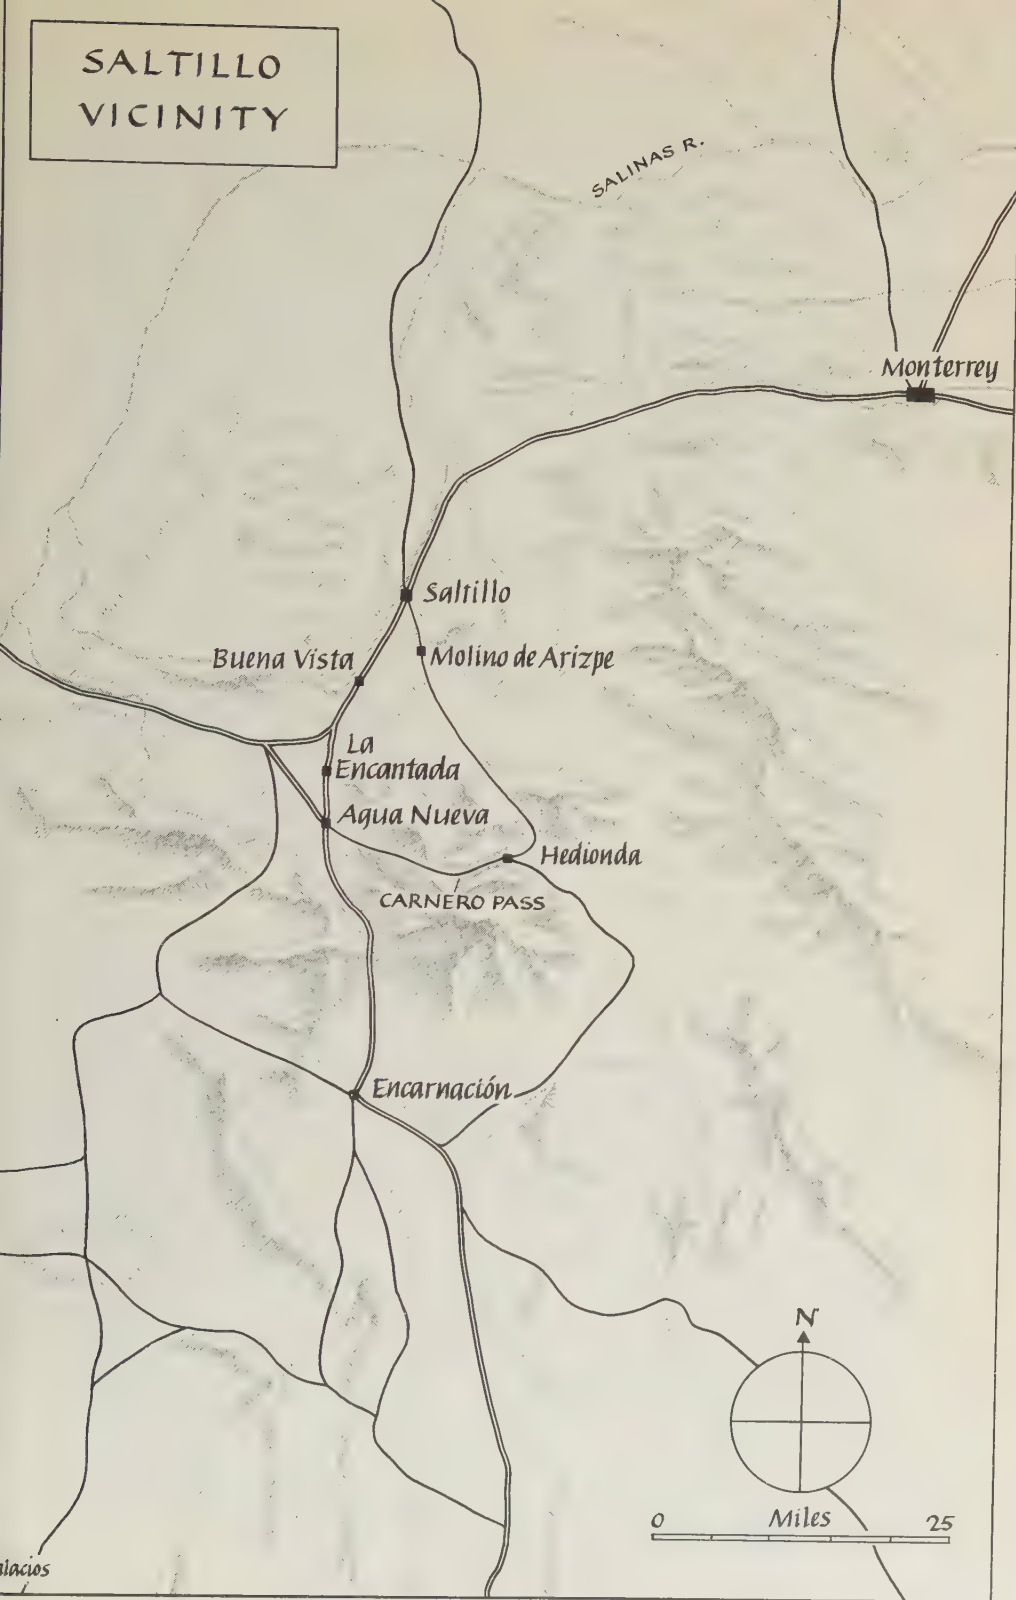 SALTILLO
VICINITY
SALINAS R.
Monterrey
Saltillo
Buena Vista
Molino de Arizpe
La
Encantada
Agua Nueva
Hedionda
CARNERO PASS
Encarnación
N
Miles
0 25
alacios